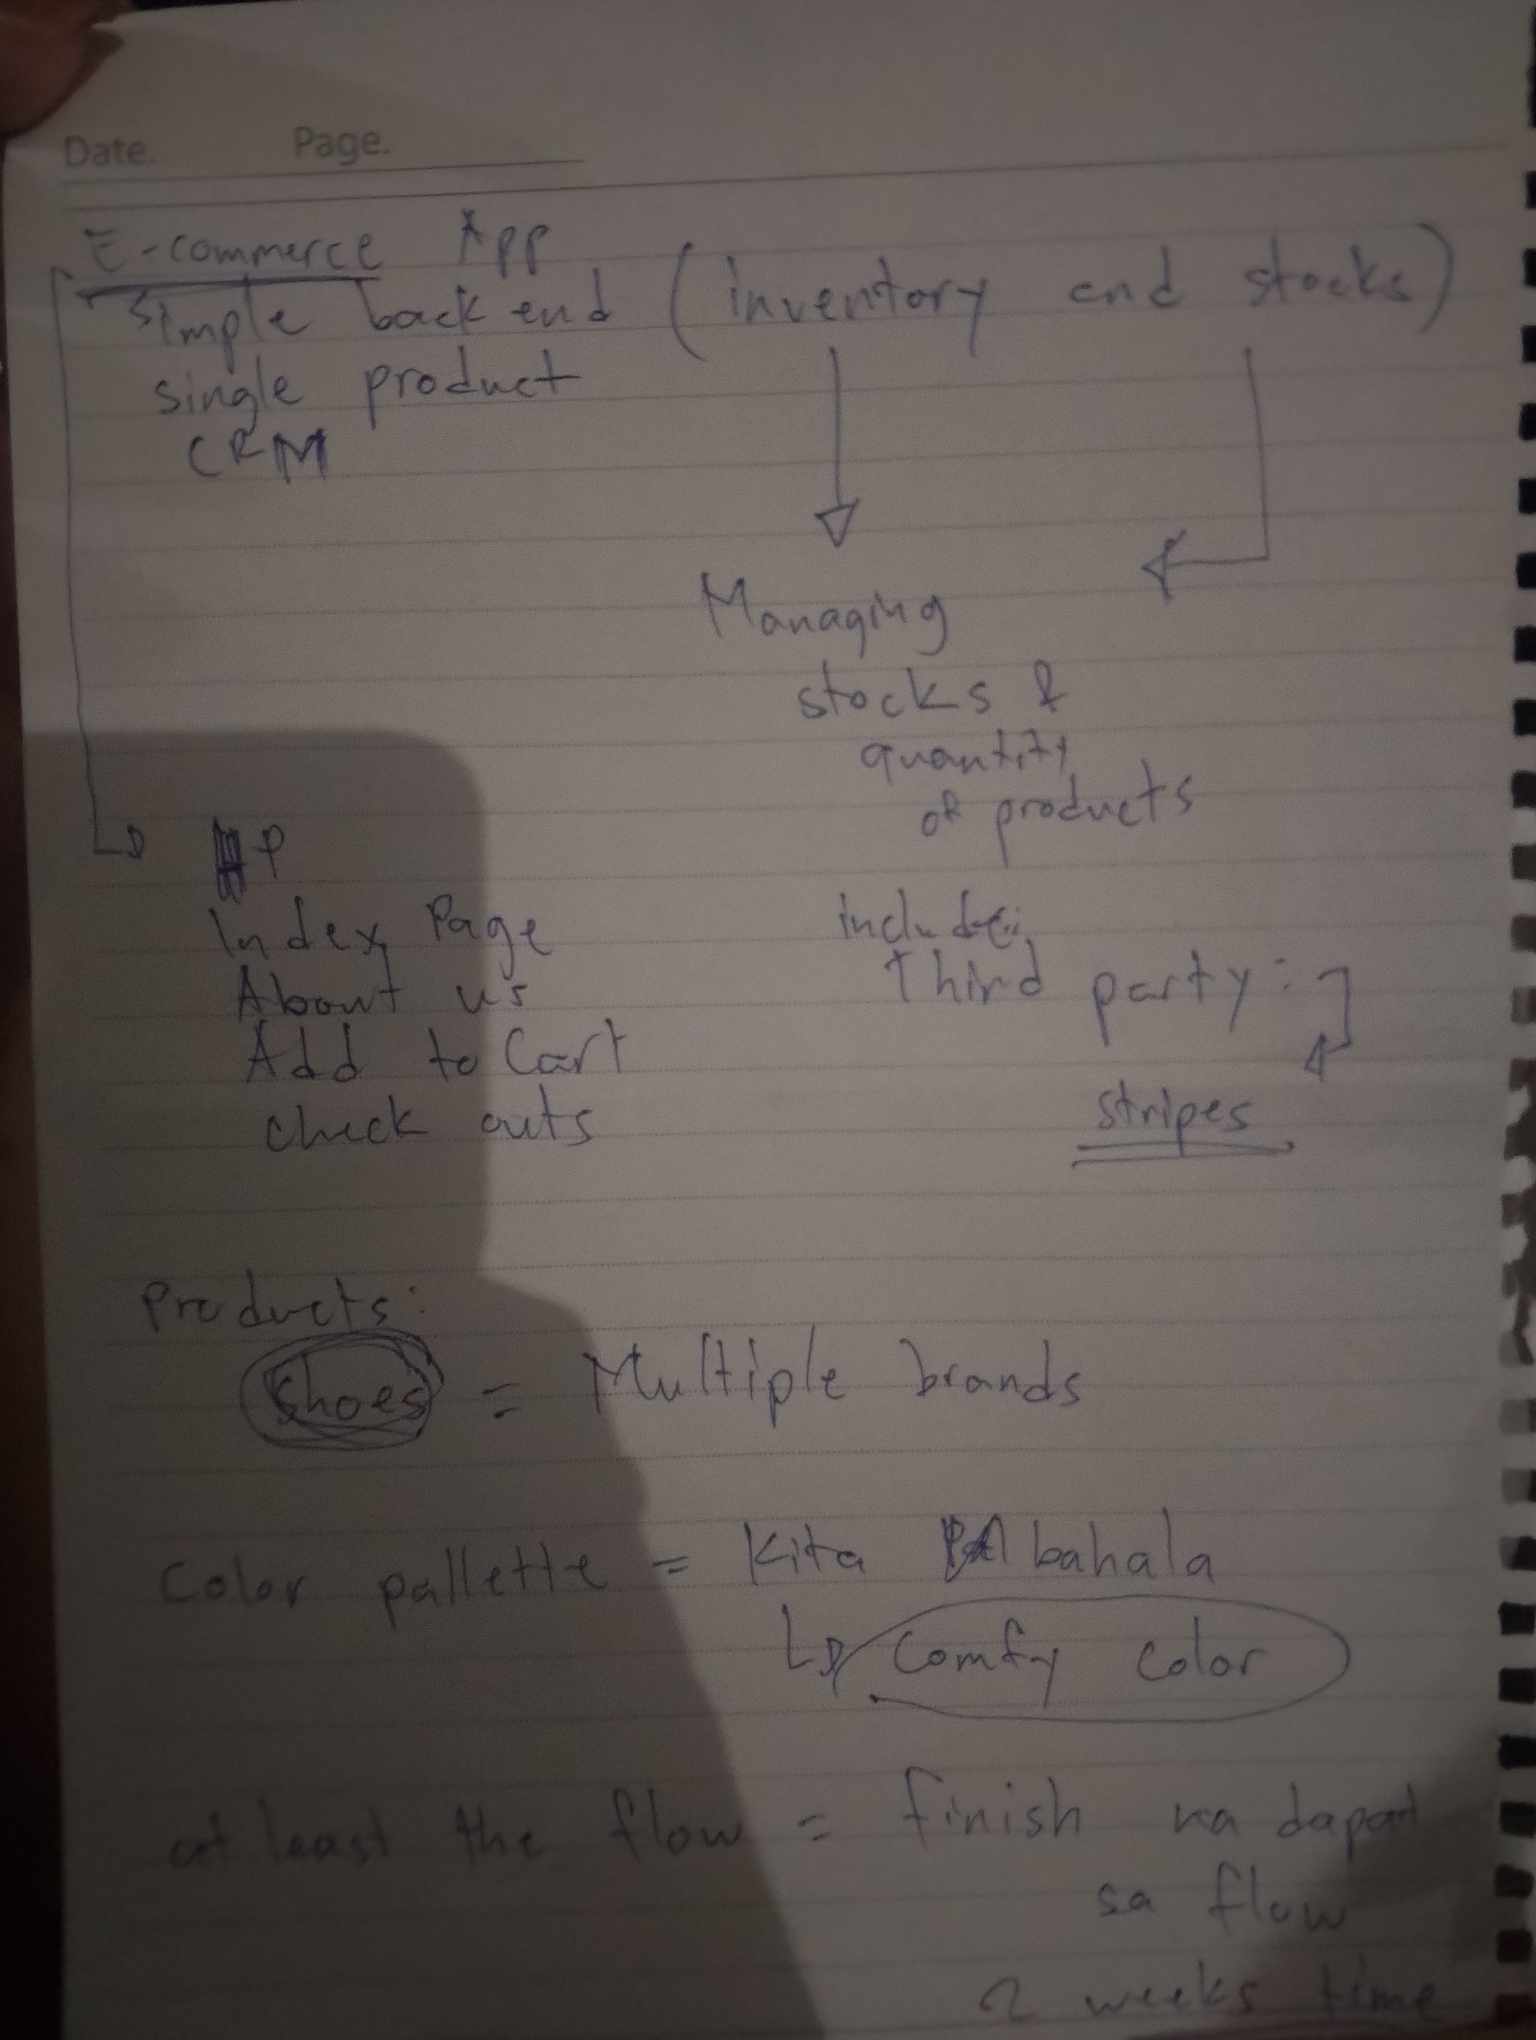 Date. Page.
E-commerce App
simple back end (inventory and stocks)
single product
CRM
Managing
stocks &
quantity
of products
P
Index Page
About us
Add to Cart
check outs
include:
third party:
stripes
Products:
Shoes = Multiple brands
Color pallette = Kita bahala
Comfy color
at least the flow = finish na dapat
sa flow
2 weeks time